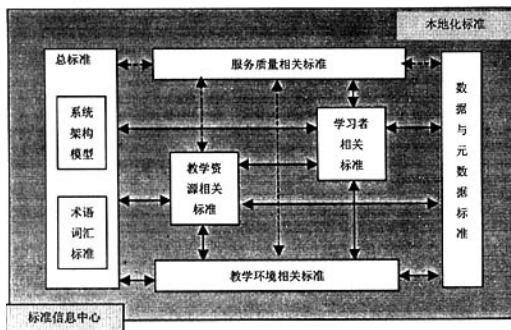 本地化标准
总标准
服务质量相关标准
系统
架构
模型
学习者
相关
标准
数据与元数据标准
教学资
源相关
标准
术语
词汇
标准
教学环境相关标准
标准信息中心